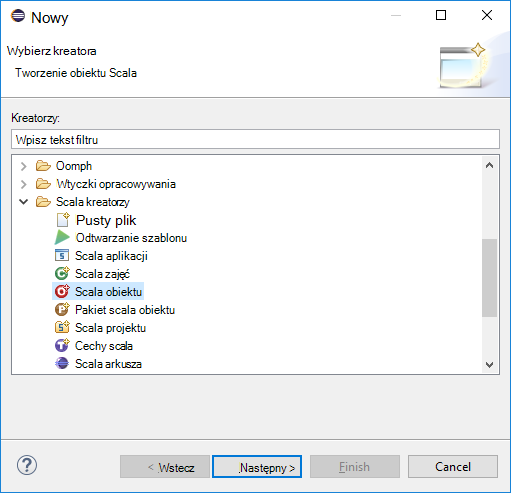 Nowy
Wybierz kreatora
Tworzenie obiektu Scala
Kreatorzy:
Wpisz tekst filtru
Oomph
Wtyczki opracowywania
Scala kreatorzy
Pusty plik
Odtwarzanie szablonu
Scala aplikacji
Scala zajęć
Scala obiektu
Pakiet scala obiektu
Scala projektu
Cechy scala
Scala arkusza
< Wstecz
Następny >
Finish
Cancel